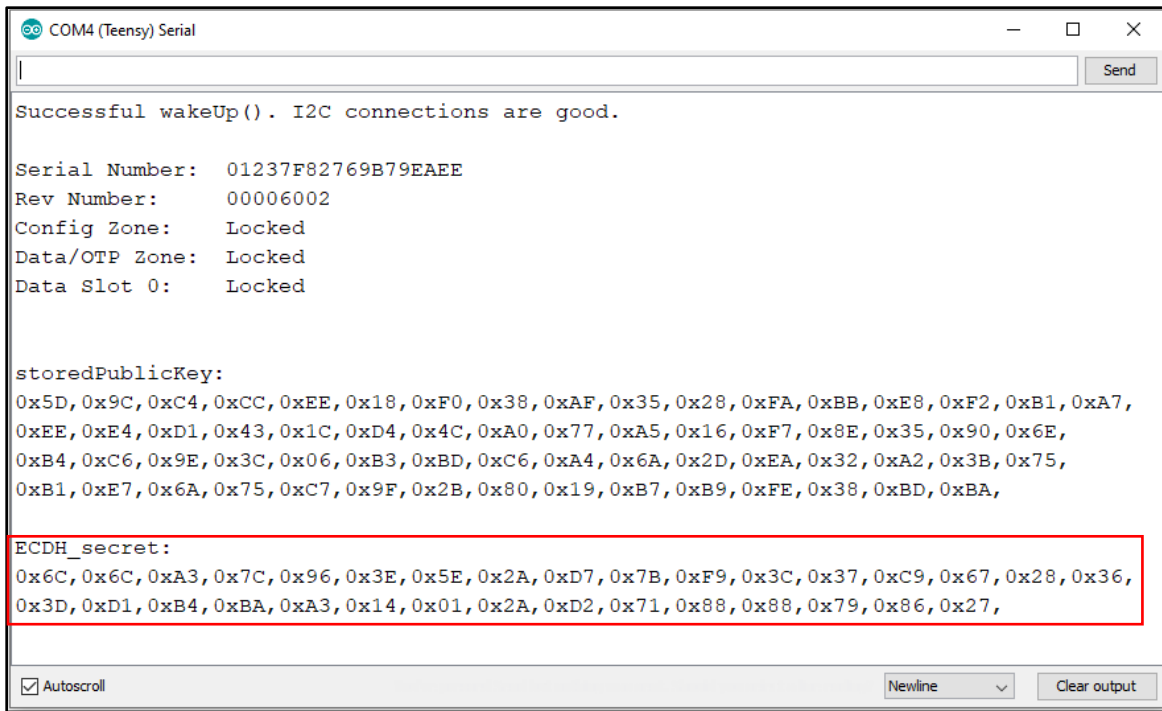 COM4 (Teensy) Serial
Send
Successful wakeUp(). I2C connections are good.
Serial Number: 01237F82769B79EAEE
Rev Number: 00006002
Config Zone: Locked
Data/OTP Zone: Locked
Data Slot 0: Locked
storedPublicKey:
0x5D,0x9C,0xC4,0xCC,0xEE,0x18,0xF0,0x38,0xAF,0x35,0x28,0xFA,0xBB,0xE8,0xF2,0xB1,0xA7,
0xEE,0xE4,0xD1,0x43,0x1C,0xD4,0x4C,0xA0,0x77,0xA5,0x16,0xF7,0x8E,0x35,0x90,0x6E,
0xB4,0xC6,0x9E,0x3C,0x06,0xB3,0xBD,0xC6,0xA4,0x6A,0x2D,0xEA,0x32,0xA2,0x3B,0x75,
0xB1,0xE7,0x6A,0x75,0xC7,0x9F,0x2B,0x80,0x19,0xB7,0xB9,0xFE,0x38,0xBD,0xBA,
ECDH_secret:
0x6C,0x6C,0xA3,0x7C,0x96,0x3E,0x5E,0x2A,0xD7,0x7B,0xF9,0x3C,0x37,0xC9,0x67,0x28,0x36,
0x3D,0xD1,0xB4,0xBA,0xA3,0x14,0x01,0x2A,0xD2,0x71,0x88,0x88,0x79,0x86,0x27,
Autoscroll
Newline
Clear output